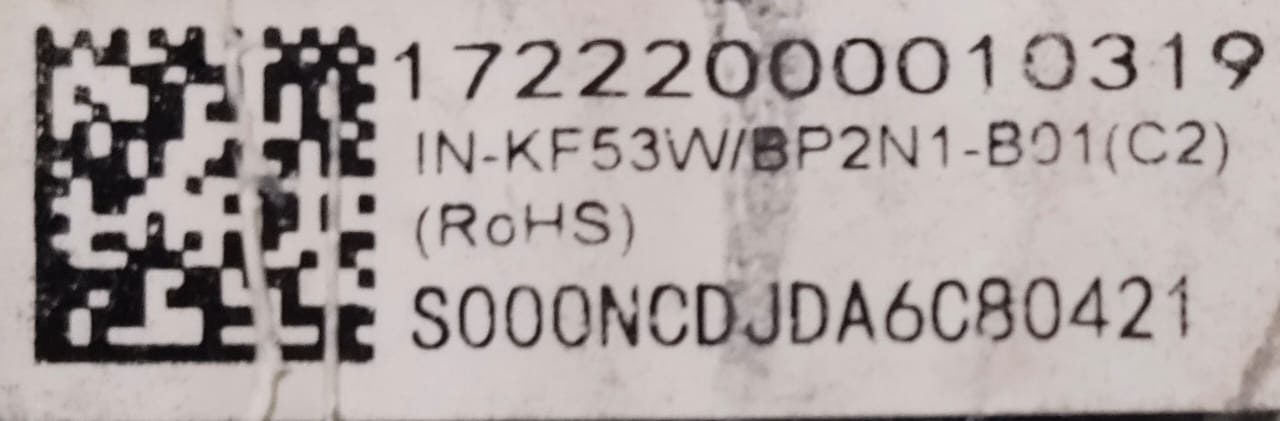 17222000010319
IN-KF53W/BP2N1-B01(C2)
(RoHS)
S000NCDJDA6C80421